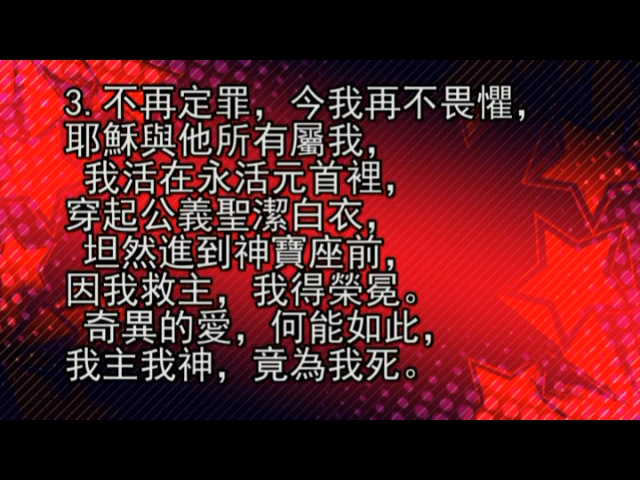 3.不再定罪，今我再不畏懼，
耶穌與他所有屬我，
我活在永活元首裡，
穿起公義聖潔白衣，
坦然進到神寶座前，
因我救主，我得榮冕。
奇異的愛，何能如此，
我主我神，竟為我死。